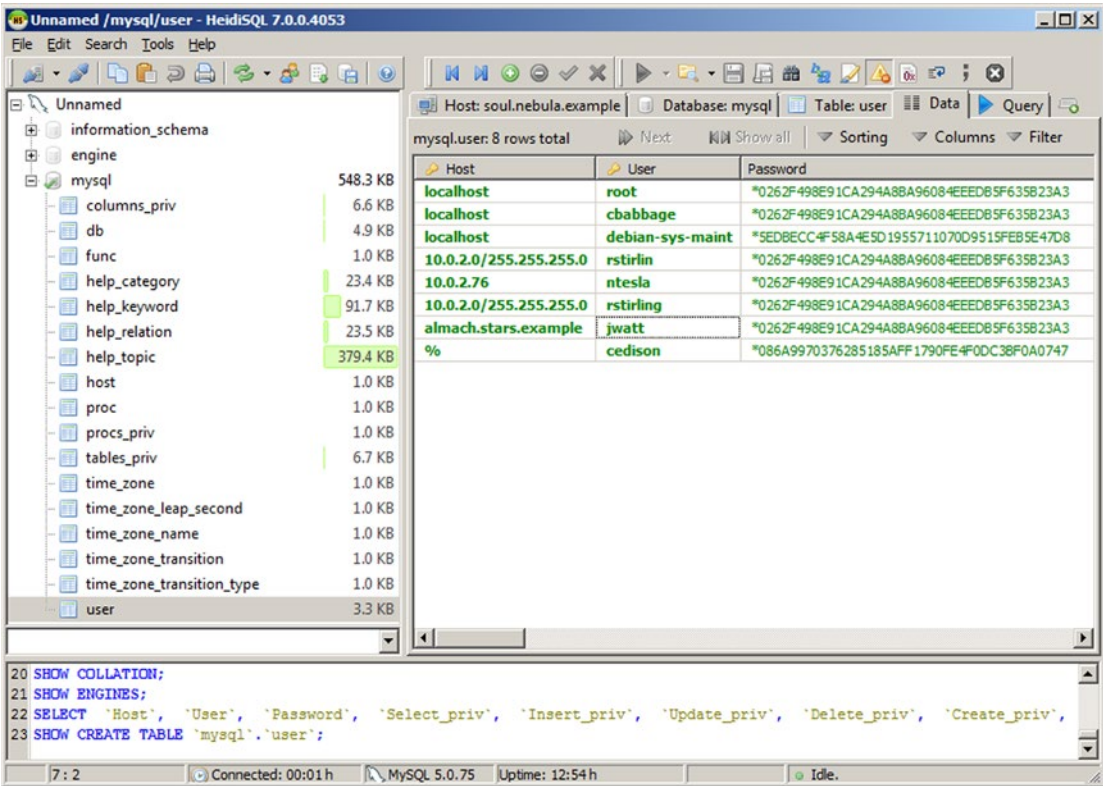 Unnamed /mysql/user - HeidiSQL 7.0.0.4053
File Edit Search Tools Help
Unnamed
information_schema
engine
mysql 548.3 KB
columns_priv 6.6 KB
db 4.9 KB
func 1.0 KB
help_category 23.4 KB
help_keyword 91.7 KB
help_relation 23.5 KB
help_topic 379.4 KB
host 1.0 KB
proc 1.0 KB
procs_priv 1.0 KB
tables_priv 6.7 KB
time_zone 1.0 KB
time_zone_leap_second 1.0 KB
time_zone_name 1.0 KB
time_zone_transition 1.0 KB
time_zone_transition_type 1.0 KB
user 3.3 KB
Host: soul.nebula.example Database: mysql Table: user Data Query
mysql.user: 8 rows total Next Show all Sorting Columns Filter
Host User Password
localhost root *0262F498E91CA294A8BA96084EEEDB5F635B23A3
localhost cbabbage *0262F498E91CA294A8BA96084EEEDB5F635B23A3
localhost debian-sys-maint *5EDBECC4F58A4E5D1955711070D9515FEB5E47D8
10.0.2.0/255.255.255.0 rstirlin *0262F498E91CA294A8BA96084EEEDB5F635B23A3
10.0.2.76 ntesla *0262F498E91CA294A8BA96084EEEDB5F635B23A3
10.0.2.0/255.255.255.0 rstirling *0262F498E91CA294A8BA96084EEEDB5F635B23A3
almach.stars.example jwatt *0262F498E91CA294A8BA96084EEEDB5F635B23A3
% cedison *086A9970376285185AFF1790FE4F0DC3BF0A0747
20 SHOW COLLATION;
21 SHOW ENGINES;
22 SELECT `Host`, `User`, `Password`, `Select_priv`, `Insert_priv`, `Update_priv`, `Delete_priv`, `Create_priv`,
23 SHOW CREATE TABLE `mysql`.`user`;
7 : 2 Connected: 00:01 h MySQL 5.0.75 Uptime: 12:54 h Idle.